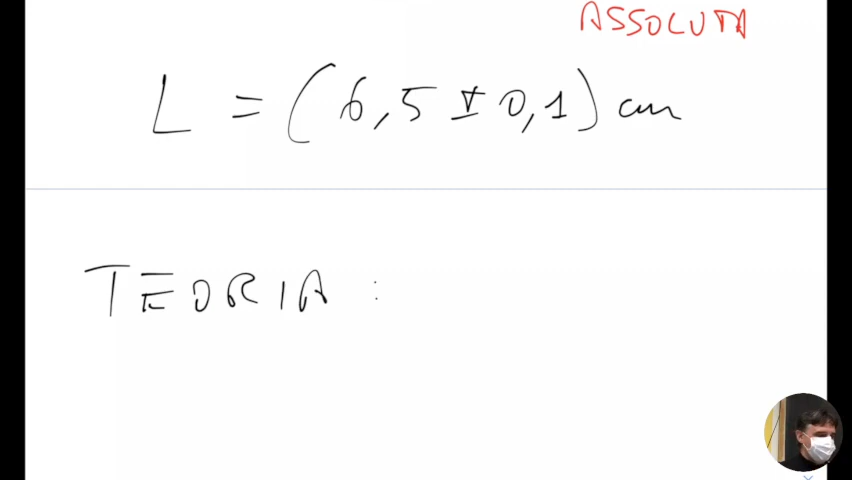 ASSOLUTA
L = (6,5 ± 0,1) cm
TEORIA :